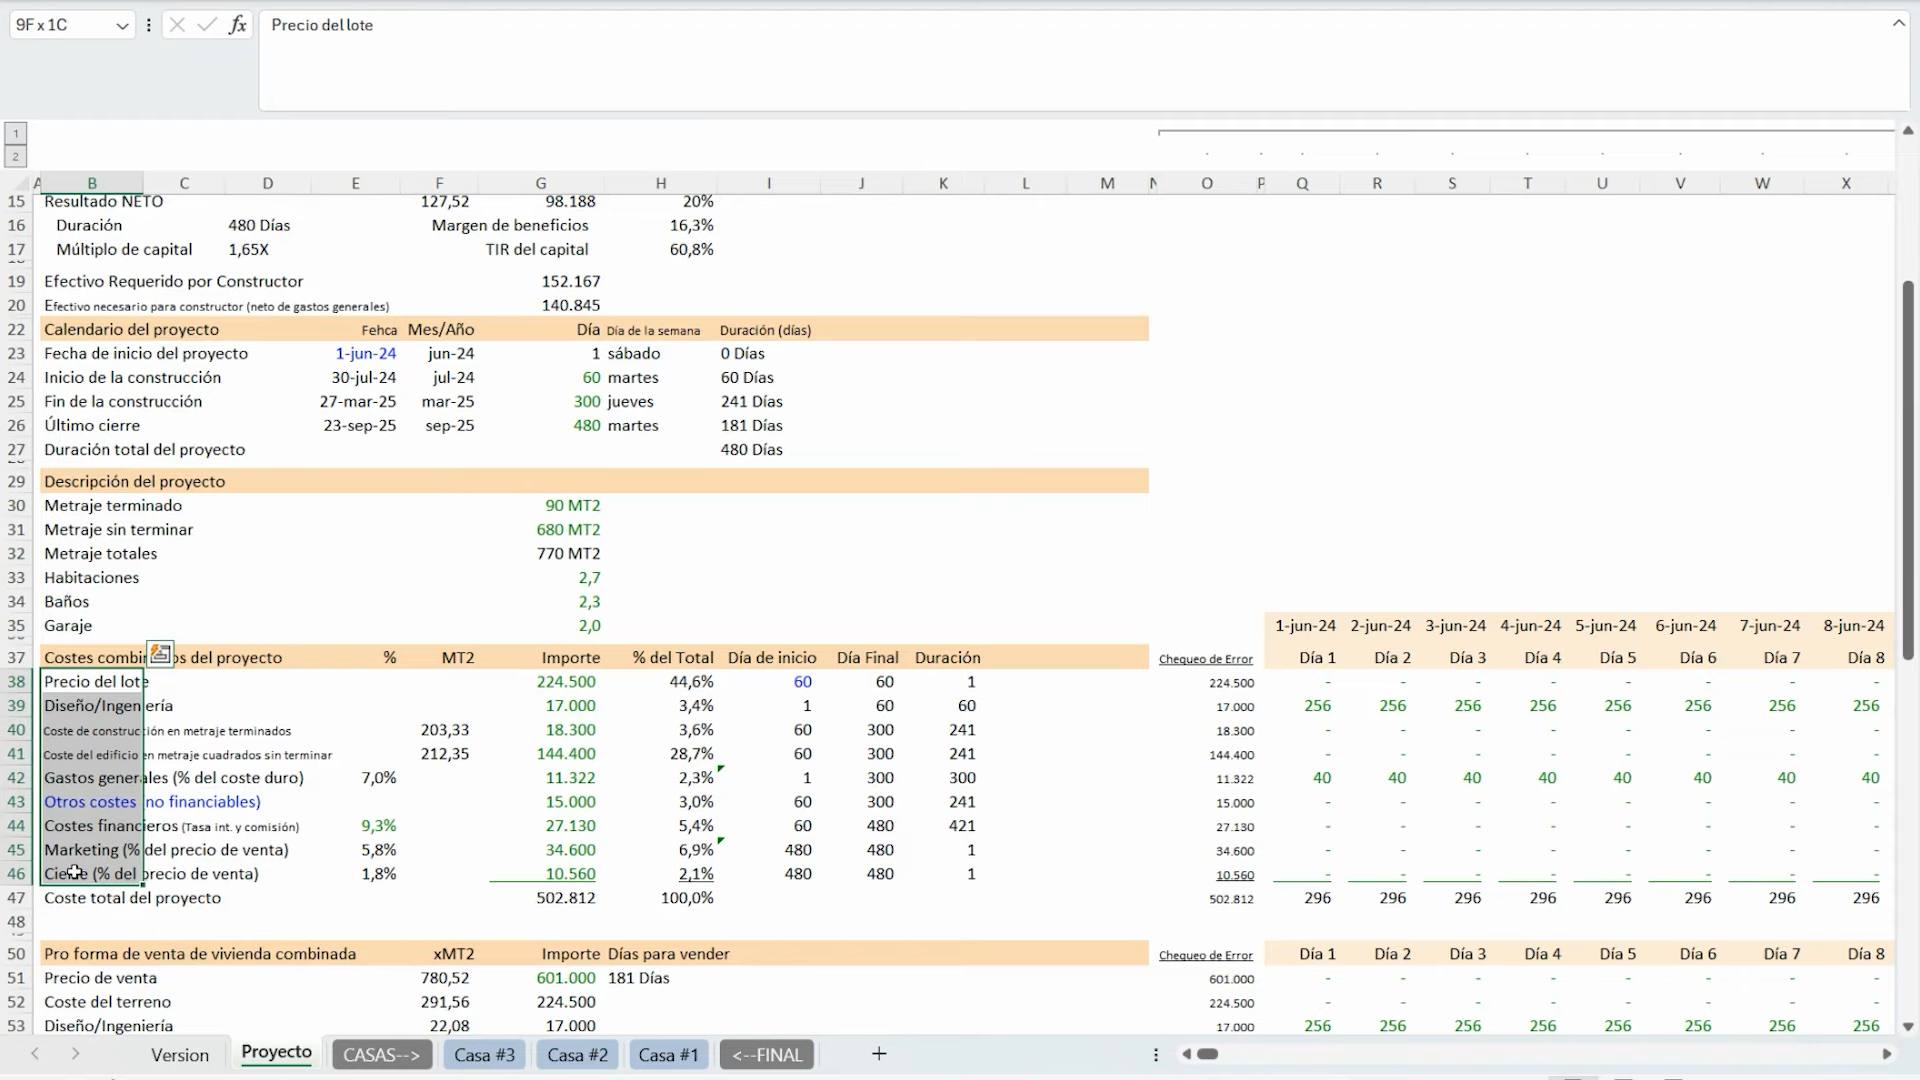 9F x 1C fx Precio del lote
1
2
A B C D E F G H I J K L M N O P Q R S T U V W X
15 Resultado NETO 127,52 98.188 20%
16 Duración 480 Días Margen de beneficios 16,3%
17 Múltiplo de capital 1,65X TIR del capital 60,8%
19 Efectivo Requerido por Constructor 152.167
20 Efectivo necesario para constructor (neto de gastos generales) 140.845
22 Calendario del proyecto Fehca Mes/Año Día Día de la semana Duración (días)
23 Fecha de inicio del proyecto 1-jun-24 jun-24 1 sábado 0 Días
24 Inicio de la construcción 30-jul-24 jul-24 60 martes 60 Días
25 Fin de la construcción 27-mar-25 mar-25 300 jueves 241 Días
26 Último cierre 23-sep-25 sep-25 480 martes 181 Días
27 Duración total del proyecto 480 Días
29 Descripción del proyecto
30 Metraje terminado 90 MT2
31 Metraje sin terminar 680 MT2
32 Metraje totales 770 MT2
33 Habitaciones 2,7
34 Baños 2,3
35 Garaje 2,0 1-jun-24 2-jun-24 3-jun-24 4-jun-24 5-jun-24 6-jun-24 7-jun-24 8-jun-24
37 Costes combin os del proyecto % MT2 Importe % del Total Día de inicio Día Final Duración Chequeo de Error Día 1 Día 2 Día 3 Día 4 Día 5 Día 6 Día 7 Día 8
38 Precio del lote 224.500 44,6% 60 60 1 224.500 - - - - - - - -
39 Diseño/Ingeniería 17.000 3,4% 1 60 60 17.000 256 256 256 256 256 256 256 256
40 Coste de construcción en metraje terminados 203,33 18.300 3,6% 60 300 241 18.300 - - - - - - - -
41 Coste del edificio en metraje cuadrados sin terminar 212,35 144.400 28,7% 60 300 241 144.400 - - - - - - - -
42 Gastos generales (% del coste duro) 7,0% 11.322 2,3% 1 300 300 11.322 40 40 40 40 40 40 40 40
43 Otros costes (no financiables) 15.000 3,0% 60 300 241 15.000 - - - - - - - -
44 Costes financieros (Tasa int. y comisión) 9,3% 27.130 5,4% 60 480 421 27.130 - - - - - - - -
45 Marketing (% del precio de venta) 5,8% 34.600 6,9% 480 480 1 34.600 - - - - - - - -
46 Cierre (% del precio de venta) 1,8% 10.560 2,1% 480 480 1 10.560 - - - - - - - -
47 Coste total del proyecto 502.812 100,0% 502.812 296 296 296 296 296 296 296 296
48
50 Pro forma de venta de vivienda combinada xMT2 Importe Días para vender Chequeo de Error Día 1 Día 2 Día 3 Día 4 Día 5 Día 6 Día 7 Día 8
51 Precio de venta 780,52 601.000 181 Días 601.000 - - - - - - - -
52 Coste del terreno 291,56 224.500 224.500 - - - - - - - -
53 Diseño/Ingeniería 22,08 17.000 17.000 256 256 256 256 256 256 256 256
Version Proyecto CASAS--> Casa #3 Casa #2 Casa #1 <--FINAL +